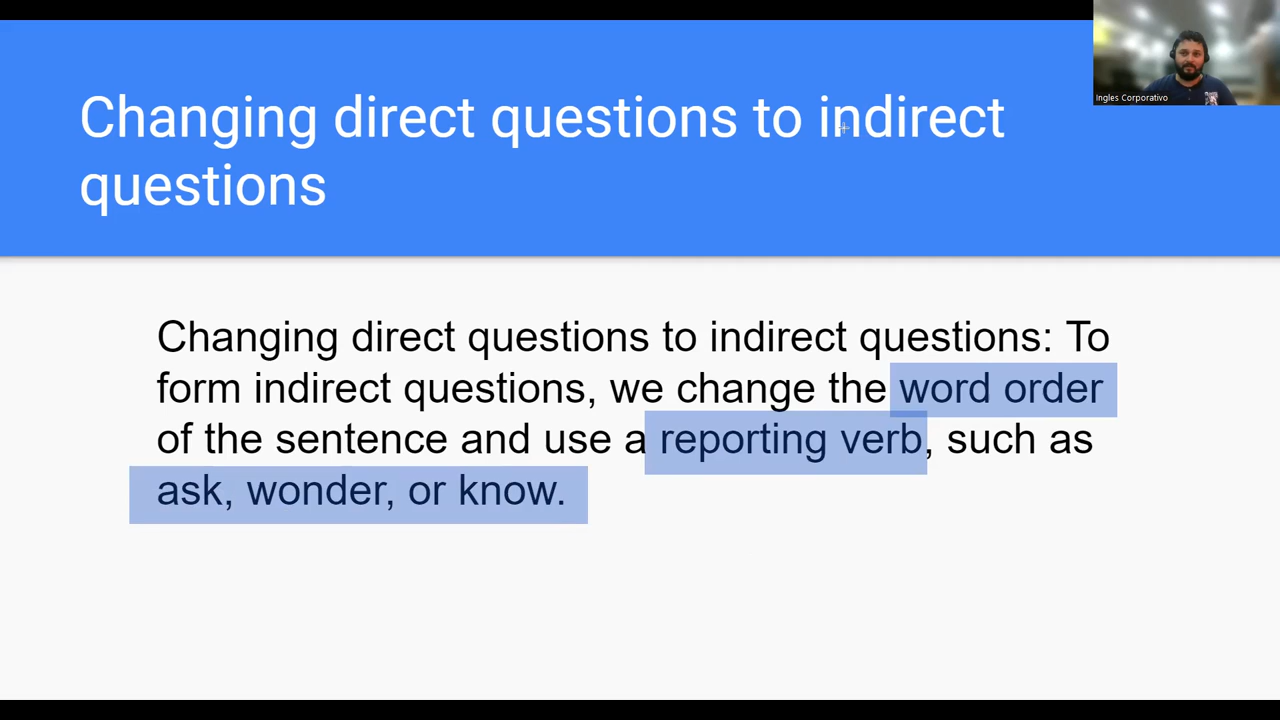 Changing direct questions to indirect
questions
Ingles Corporativo
Changing direct questions to indirect questions: To
form indirect questions, we change the word order
of the sentence and use a reporting verb, such as
ask, wonder, or know.